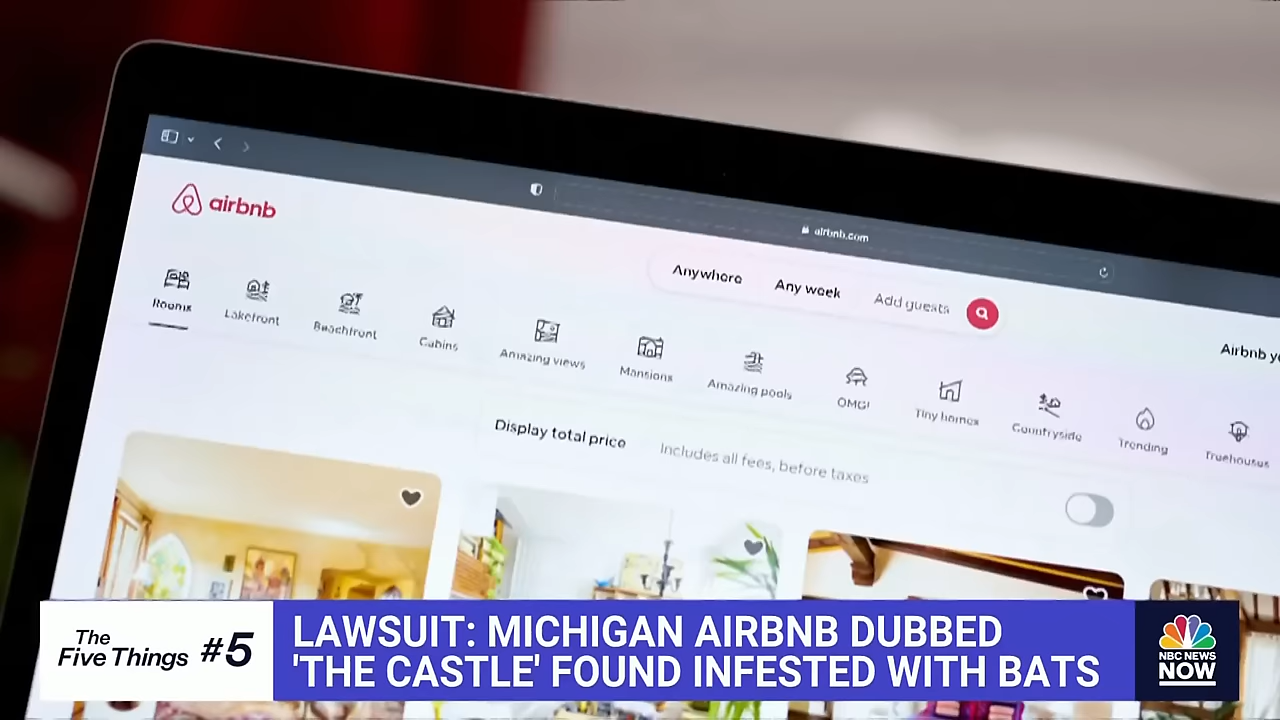 airbnb
airbnb.com
Anywhere
Any week
Add guests
Airbnb
Rooms
Lakefront
Beachfront
Cabins
Amazing views
Mansions
Amazing pools
OMG!
Tiny homes
Countryside
Trending
Treehouses
Display total price
Includes all fees, before taxes
The
Five Things
#5
LAWSUIT: MICHIGAN AIRBNB DUBBED
'THE CASTLE' FOUND INFESTED WITH BATS
NBC NEWS
NOW